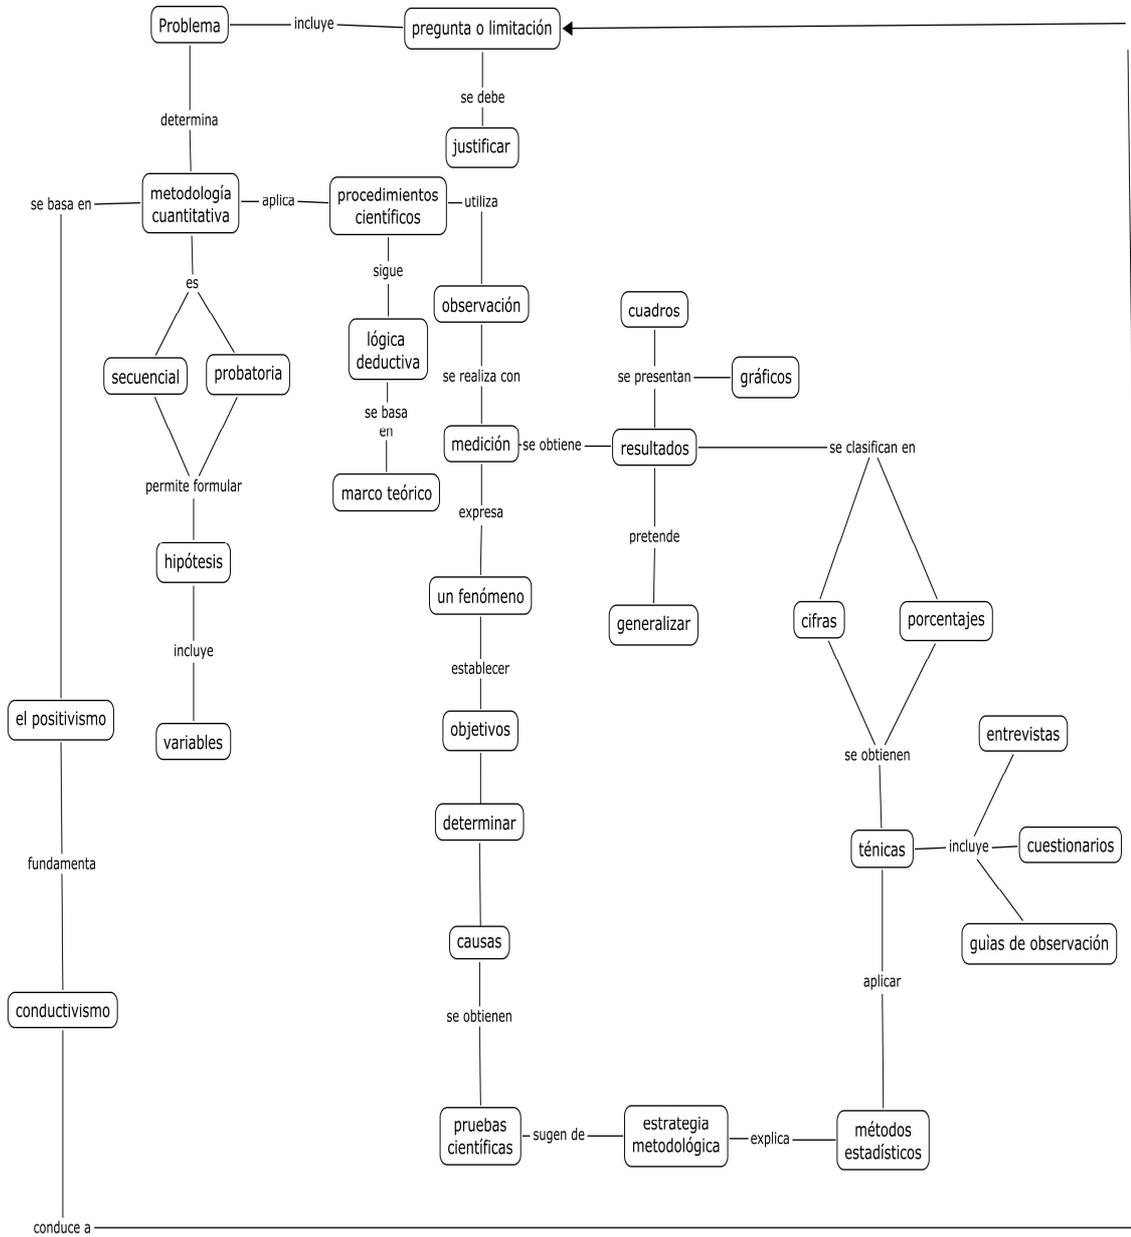 Problema
incluye
pregunta o limitación
se debe
determina
justificar
se basa en
metodología
cuantitativa
aplica
procedimientos
científicos
utiliza
sigue
es
observación
cuadros
lógica
deductiva
secuencial
probatoria
se realiza con
se presentan
gráficos
se basa
en
medición
se obtiene
resultados
se clasifican en
permite formular
marco teórico
expresa
pretende
hipótesis
un fenómeno
generalizar
cifras
porcentajes
incluye
establecer
el positivismo
variables
objetivos
se obtienen
entrevistas
determinar
fundamenta
ténicas
incluye
cuestionarios
causas
guìas de observación
aplicar
conductivismo
se obtienen
pruebas
científicas
sugen de
estrategia
metodológica
explica
métodos
estadísticos
conduce a